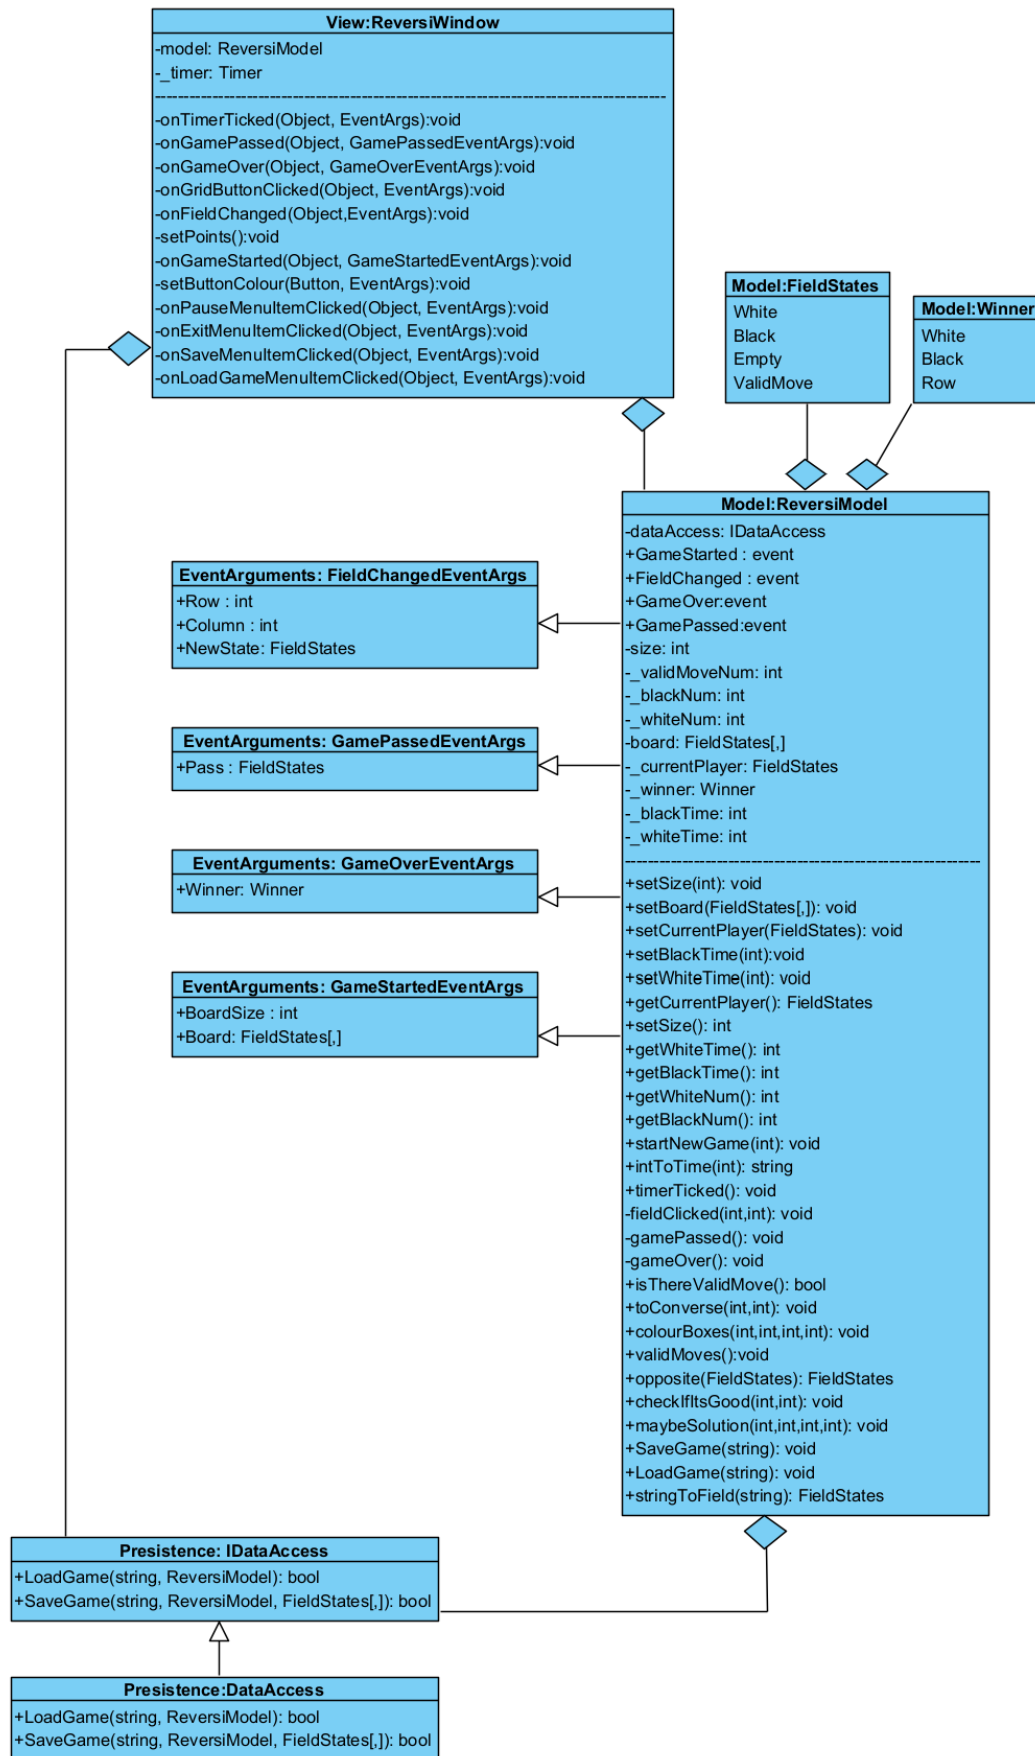 View:ReversiWindow
-model: ReversiModel
-_timer: Timer
-onTimerTicked(Object, EventArgs):void
-onGamePassed(Object, GamePassedEventArgs):void
-onGameOver(Object, GameOverEventArgs):void
-onGridButtonClicked(Object, EventArgs):void
-onFieldChanged(Object,EventArgs):void
-setPoints():void
-onGameStarted(Object, GameStartedEventArgs):void
-setButtonColour(Button, EventArgs):void
-onPauseMenuItemClicked(Object, EventArgs):void
-onExitMenuItemClicked(Object, EventArgs):void
-onSaveMenuItemClicked(Object, EventArgs):void
-onLoadGameMenuItemClicked(Object, EventArgs):void
Model:FieldStates
White
Black
Empty
ValidMove
Model:Winner
White
Black
Row
Model:ReversiModel
-dataAccess: IDataAccess
+GameStarted : event
+FieldChanged : event
+GameOver:event
+GamePassed:event
-size: int
-_validMoveNum: int
-_blackNum: int
-_whiteNum: int
-board: FieldStates[,]
-_currentPlayer: FieldStates
-_winner: Winner
-_blackTime: int
-_whiteTime: int
+setSize(int): void
+setBoard(FieldStates[,]): void
+setCurrentPlayer(FieldStates): void
+setBlackTime(int):void
+setWhiteTime(int): void
+getCurrentPlayer(): FieldStates
+setSize(): int
+getWhiteTime(): int
+getBlackTime(): int
+getWhiteNum(): int
+getBlackNum(): int
+startNewGame(int): void
+intToTime(int): string
+timerTicked(): void
-fieldClicked(int,int): void
-gamePassed(): void
-gameOver(): void
+isThereValidMove(): bool
+toConverse(int,int): void
+colourBoxes(int,int,int,int): void
+validMoves():void
+opposite(FieldStates): FieldStates
+checkIfItsGood(int,int): void
+maybeSolution(int,int,int,int): void
+SaveGame(string): void
+LoadGame(string): void
+stringToField(string): FieldStates
EventArguments: FieldChangedEventArgs
+Row : int
+Column : int
+NewState: FieldStates
EventArguments: GamePassedEventArgs
+Pass : FieldStates
EventArguments: GameOverEventArgs
+Winner: Winner
EventArguments: GameStartedEventArgs
+BoardSize : int
+Board: FieldStates[,]
Presistence: IDataAccess
+LoadGame(string, ReversiModel): bool
+SaveGame(string, ReversiModel, FieldStates[,]): bool
Presistence:DataAccess
+LoadGame(string, ReversiModel): bool
+SaveGame(string, ReversiModel, FieldStates[,]): bool